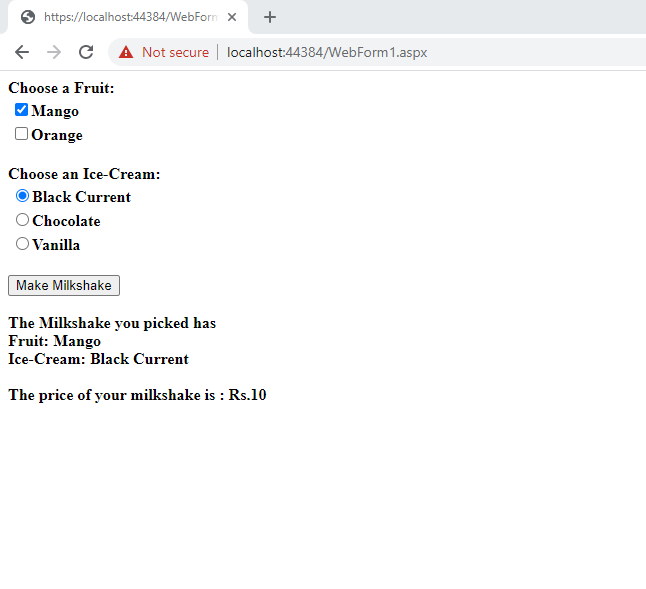 https://localhost:44384/WebForm
Not secure
localhost:44384/WebForm1.aspx
Choose a Fruit:
Mango
Orange
Choose an Ice-Cream:
Black Current
Chocolate
Vanilla
Make Milkshake
The Milkshake you picked has
Fruit: Mango
Ice-Cream: Black Current
The price of your milkshake is : Rs.10